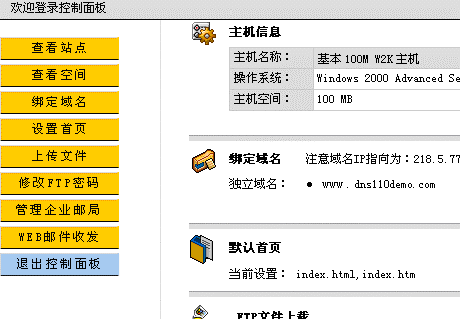 欢迎登录控制面板
查看站点
查看空间
绑定域名
设置首页
上传文件
修改FTP密码
管理企业邮局
WEB邮件收发
退出控制面板
主机信息
主机名称： 基本100M W2K主机
操作系统： Windows 2000 Advanced Se
主机空间： 100 MB
绑定域名 注意域名IP指向为：218.5.77
独立域名： ● www.dns110demo.com
默认首页
当前设置： index.html,index.htm
FTP文件上载